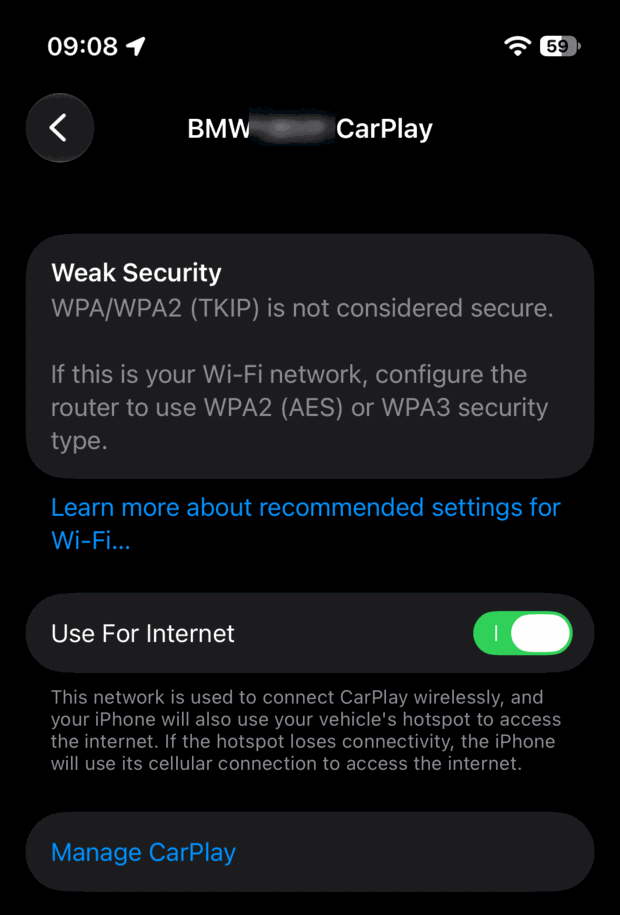 09:08
59
BMW CarPlay
Weak Security
WPA/WPA2 (TKIP) is not considered secure.
If this is your Wi-Fi network, configure the
router to use WPA2 (AES) or WPA3 security
type.
Learn more about recommended settings for
Wi-Fi...
Use For Internet
This network is used to connect CarPlay wirelessly, and
your iPhone will also use your vehicle's hotspot to access
the internet. If the hotspot loses connectivity, the iPhone
will use its cellular connection to access the internet.
Manage CarPlay